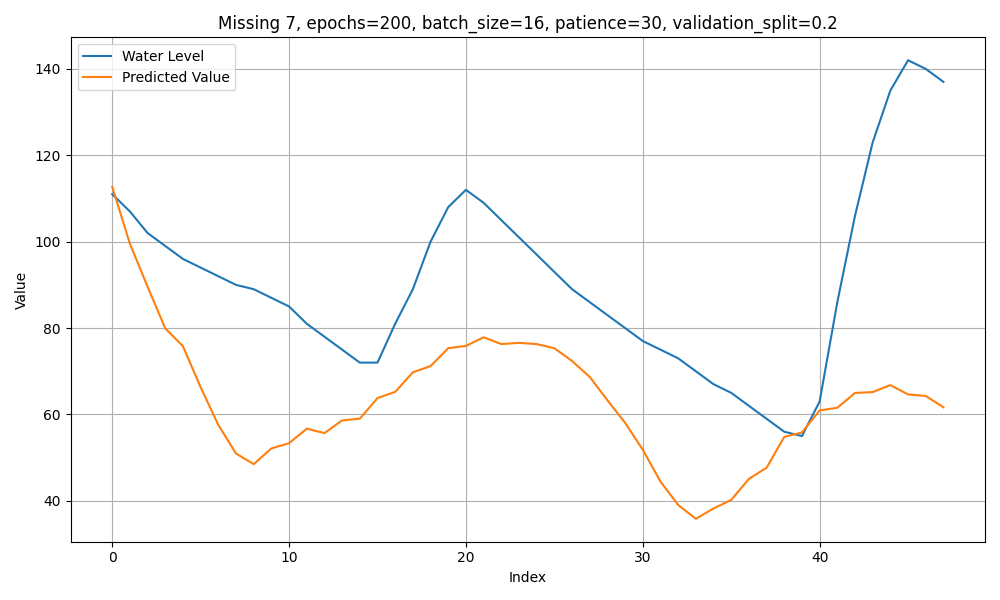 Missing 7, epochs=200, batch_size=16, patience=30, validation_split=0.2
Water Level
Predicted Value
140
120
100
80
60
40
Value
0 10 20 30 40
Index